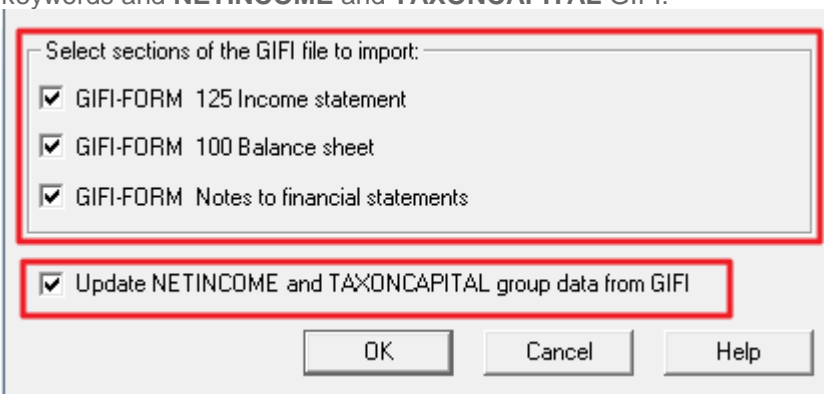 keywords and NETINCOME and TAXONCAPITAL GIFI.
Select sections of the GIFI file to import:
GIFI-FORM 125 Income statement
GIFI-FORM 100 Balance sheet
GIFI-FORM Notes to financial statements
Update NETINCOME and TAXONCAPITAL group data from GIFI
OK Cancel Help